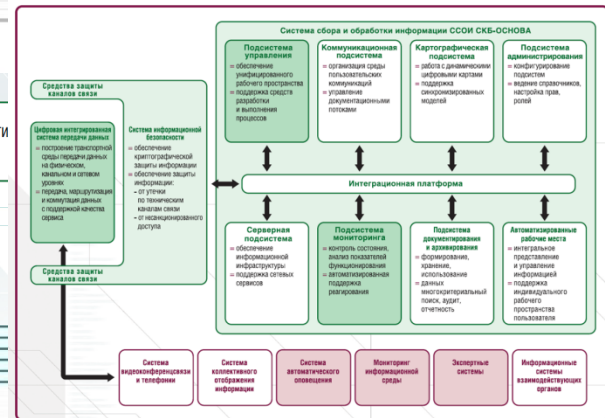 ти
Система сбора и обработки информации ССОИ СКБ-ОСНОВА
Средства защиты
каналов связи
Цифровая интегрированная
система передачи данных
= построение транспортной
среды передачи данных
на физическом,
канальном и сетевом
уровнях
= передача, маршрутизация
и коммутация данных
с поддержкой качества
сервиса
Средства защиты
каналов связи
Система информационной
безопасности
= обеспечение
криптографической
защиты информации
= обеспечение защиты
информации:
- от утечки
по техническим
каналам связи
- от несанкционированного
доступа
Подсистема
управления
= обеспечение
унифицированного
рабочего пространства
= поддержка средств
разработки
и выполнения
процессов
Коммуникационная
подсистема
= организация среды
пользовательских
коммуникаций
= управление
документационными
потоками
Картографическая
подсистема
= работа с динамическими
цифровыми картами
= поддержка
синхронизированных
моделей
Подсистема
администрирования
= конфигурирование
подсистем
= ведение справочников,
настройка прав,
ролей
Интеграционная платформа
Серверная
подсистема
= обеспечение
информационной
инфраструктуры
= поддержка сетевых
сервисов
Подсистема
мониторинга
= контроль состояния,
анализ показателей
функционирования
= автоматизированная
поддержка
реагирования
Подсистема
документирования
и архивирования
= формирование,
хранение,
использование
= данных
многокритериальный
поиск, аудит,
отчетность
Автоматизированные
рабочие места
= интегральное
представление
и управление
информацией
= поддержка
индивидуального
рабочего
пространства
пользователя
Система
видеоконференцсвязи
и телефонии
Система
коллективного
отображения
информации
Система
автоматического
оповещения
Мониторинг
информационной
среды
Экспертные
системы
Информационные
системы
взаимодействующих
органов